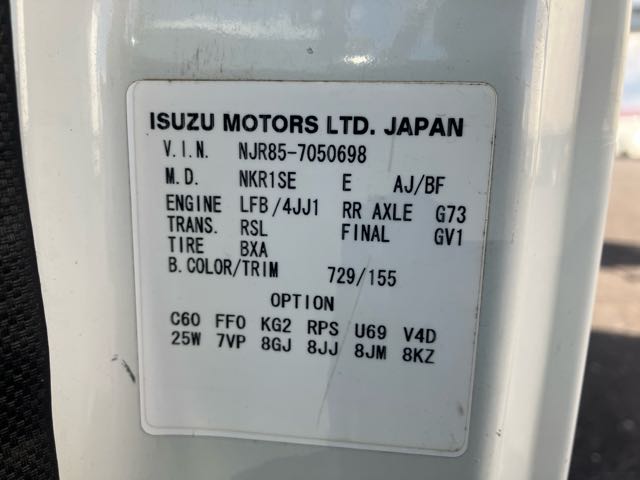 ISUZU MOTORS LTD. JAPAN
V.I.N. NJR85-7050698
M.D. NKR1SE E AJ/BF
ENGINE LFB/4JJ1 RR AXLE G73
TRANS. RSL FINAL GV1
TIRE BXA
B.COLOR/TRIM 729/155
OPTION
C60 FF0 KG2 RPS U69 V4D
25W 7VP 8GJ 8JJ 8JM 8KZ